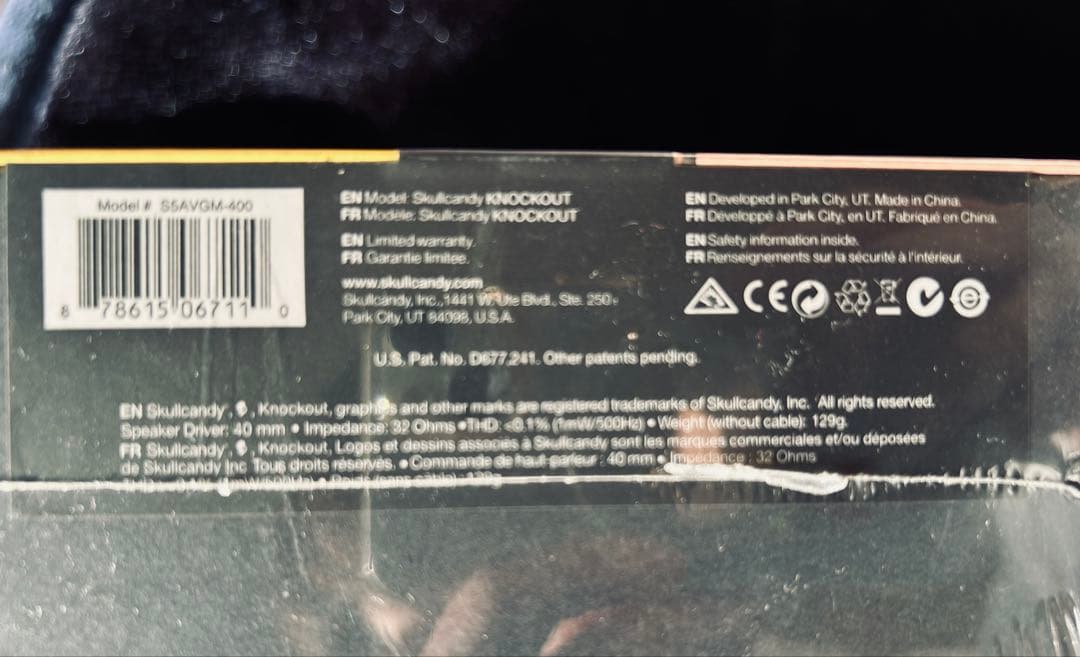 Model # S5AVGM-400
8 78615 06711 0
EN Model: Skullcandy KNOCKOUT
FR Modèle: Skullcandy KNOCKOUT
EN Limited warranty.
FR Garantie limitée.
www.skullcandy.com
Skullcandy, Inc., 1441 W. Ute Blvd., Ste. 250
Park City, UT 84098, U.S.A.
EN Developed in Park City, UT. Made in China.
FR Developpé à Park City, en UT. Fabriqué en China.
EN Safety information inside.
FR Renseignements sur la sécurité à l'intérieur.
CE
U.S. Pat. No. D677,241. Other patents pending.
EN Skullcandy, , Knockout, graphics and other marks are registered trademarks of Skullcandy, Inc. All rights reserved.
Speaker Driver: 40 mm • Impedance: 32 Ohms • THD: <0.1% (1mW/500Hz) • Weight (without cable): 129g.
FR Skullcandy, , Knockout, Logos et dessins associés à Skullcandy sont les marques commerciales et/ou déposées
de Skullcandy Inc Tous droits réservés. • Commande de haut-parleur : 40 mm • Impedance : 32 Ohms